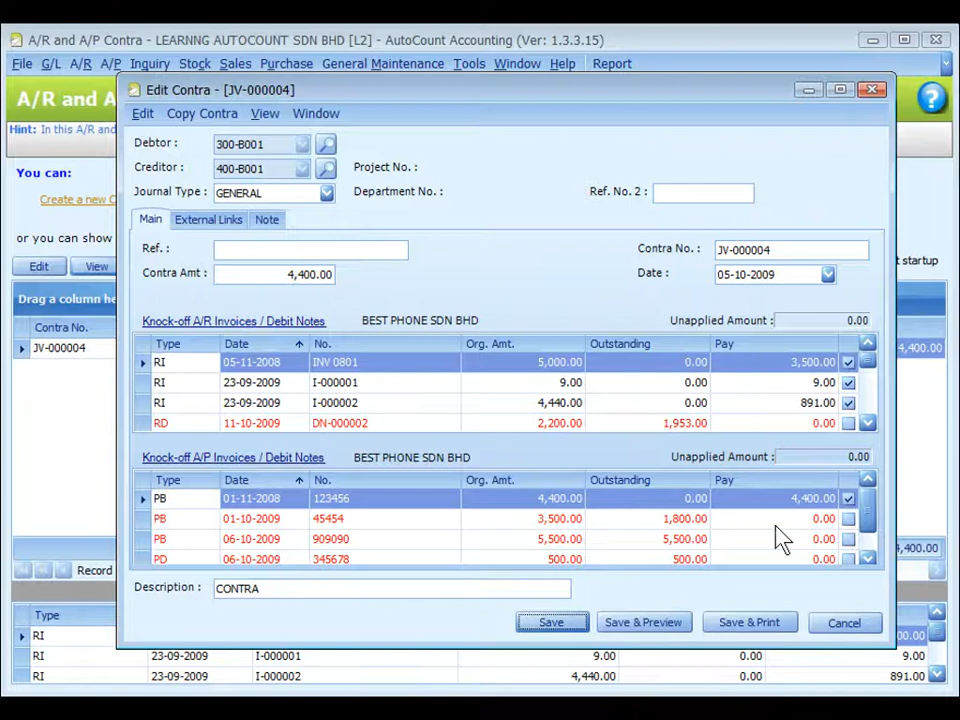 A/R and A/P Contra - LEARNNG AUTOCOUNT SDN BHD [L2] - AutoCount Accounting (Ver: 1.3.3.15)
File G/L A/R A/P Inquiry Stock Sales Purchase General Maintenance Tools Window Help Report
A/R and A
Hint: In this A/R and
You can:
Create a new C
or you can show
t startup
Edit View
Drag a column he
Contra No.
JV-000004
4,400.00
Record
4,400.00
Edit Contra - [JV-000004]
Edit Copy Contra View Window
Debtor : 300-B001
Creditor : 400-B001 Project No. :
Journal Type : GENERAL Department No. : Ref. No. 2 :
Main External Links Note
Ref. : Contra No. : JV-000004
Contra Amt : 4,400.00 Date : 05-10-2009
Knock-off A/R Invoices / Debit Notes BEST PHONE SDN BHD Unapplied Amount : 0.00
Type Date No. Org. Amt. Outstanding Pay
RI 05-11-2008 INV 0801 5,000.00 0.00 3,500.00
RI 23-09-2009 I-000001 9.00 0.00 9.00
RI 23-09-2009 I-000002 4,440.00 0.00 891.00
RD 11-10-2009 DN-000002 2,200.00 1,953.00 0.00
Knock-off A/P Invoices / Debit Notes BEST PHONE SDN BHD Unapplied Amount : 0.00
Type Date No. Org. Amt. Outstanding Pay
PB 01-11-2008 123456 4,400.00 0.00 4,400.00
PB 01-10-2009 45454 3,500.00 1,800.00 0.00
PB 06-10-2009 909090 5,500.00 5,500.00 0.00
PD 06-10-2009 345678 500.00 500.00 0.00
Description : CONTRA
Save Save & Preview Save & Print Cancel
Type
RI 00.00
RI 23-09-2009 I-000001 9.00 0.00 9.00
RI 23-09-2009 I-000002 4,440.00 0.00 891.00